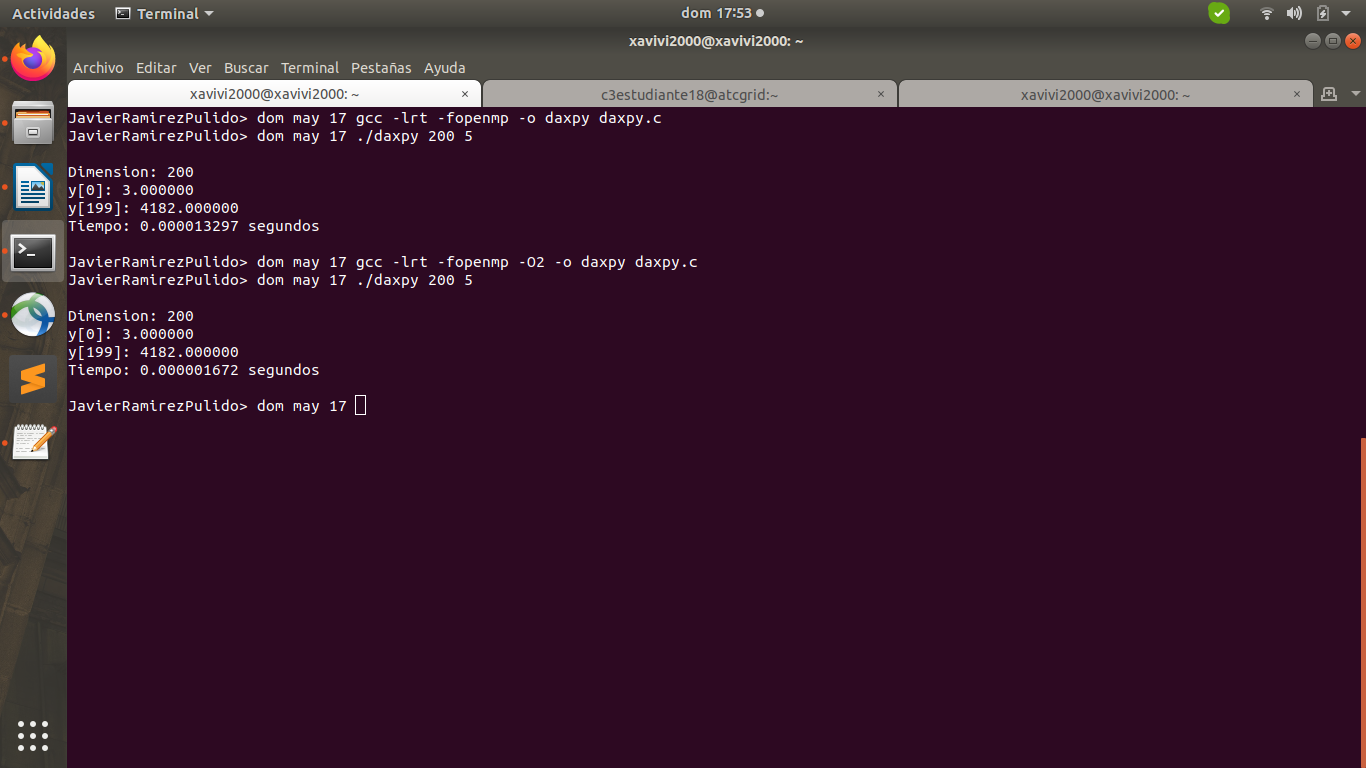 Actividades Terminal dom 17:53
xavivi2000@xavivi2000: ~
Archivo Editar Ver Buscar Terminal Pestañas Ayuda
xavivi2000@xavivi2000: ~ × c3estudiante18@atcgrid:~ × xavivi2000@xavivi2000: ~ ×
JavierRamirezPulido> dom may 17 gcc -lrt -fopenmp -o daxpy daxpy.c
JavierRamirezPulido> dom may 17 ./daxpy 200 5
Dimension: 200
y[0]: 3.000000
y[199]: 4182.000000
Tiempo: 0.000013297 segundos
JavierRamirezPulido> dom may 17 gcc -lrt -fopenmp -O2 -o daxpy daxpy.c
JavierRamirezPulido> dom may 17 ./daxpy 200 5
Dimension: 200
y[0]: 3.000000
y[199]: 4182.000000
Tiempo: 0.000001672 segundos
JavierRamirezPulido> dom may 17